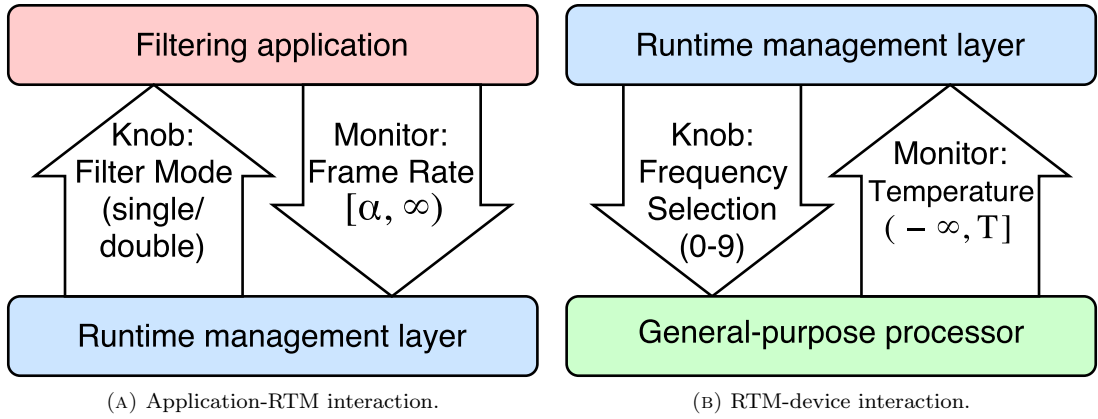 Filtering application
Knob:
Filter Mode
(single/
double)
Monitor:
Frame Rate
[α, ∞)
Runtime management layer
(A) Application-RTM interaction.
Runtime management layer
Knob:
Frequency
Selection
(0-9)
Monitor:
Temperature
( − ∞, T]
General-purpose processor
(B) RTM-device interaction.